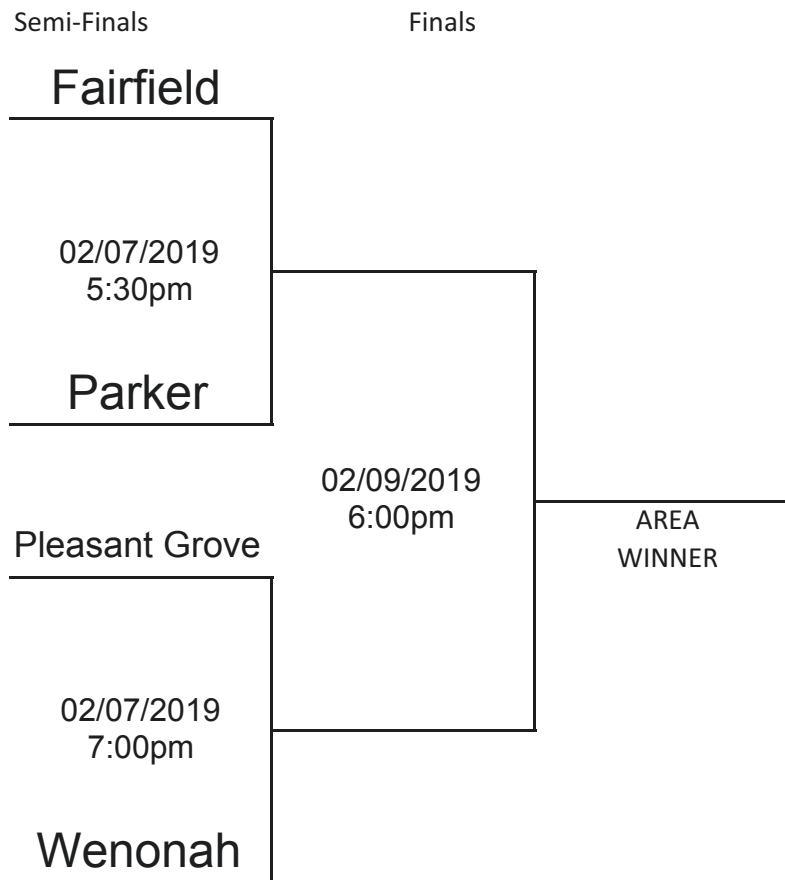 Semi-Finals
Finals
Fairfield
02/07/2019
5:30pm
Parker
02/09/2019
6:00pm
AREA
WINNER
Pleasant Grove
02/07/2019
7:00pm
Wenonah